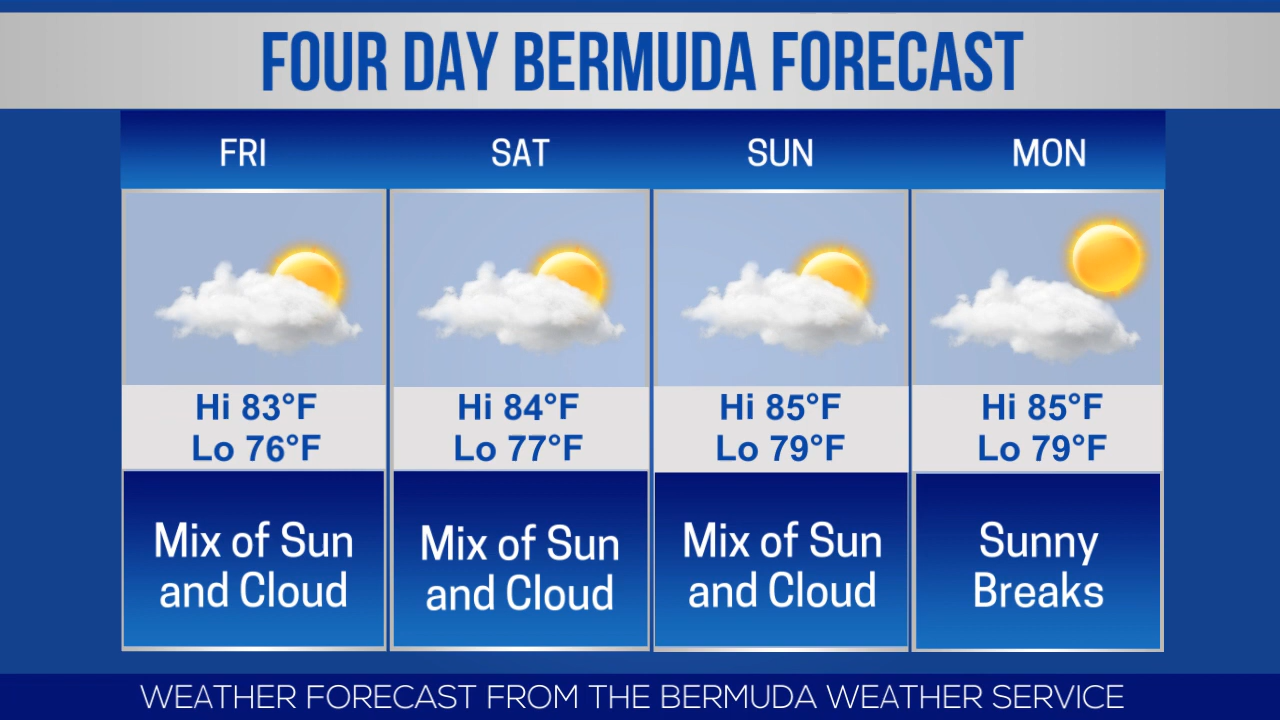 FOUR DAY BERMUDA FORECAST
FRI SAT SUN MON
Hi 83°F Hi 84°F Hi 85°F Hi 85°F
Lo 76°F Lo 77°F Lo 79°F Lo 79°F
Mix of Sun Mix of Sun Mix of Sun Sunny
and Cloud and Cloud and Cloud Breaks
WEATHER FORECAST FROM THE BERMUDA WEATHER SERVICE